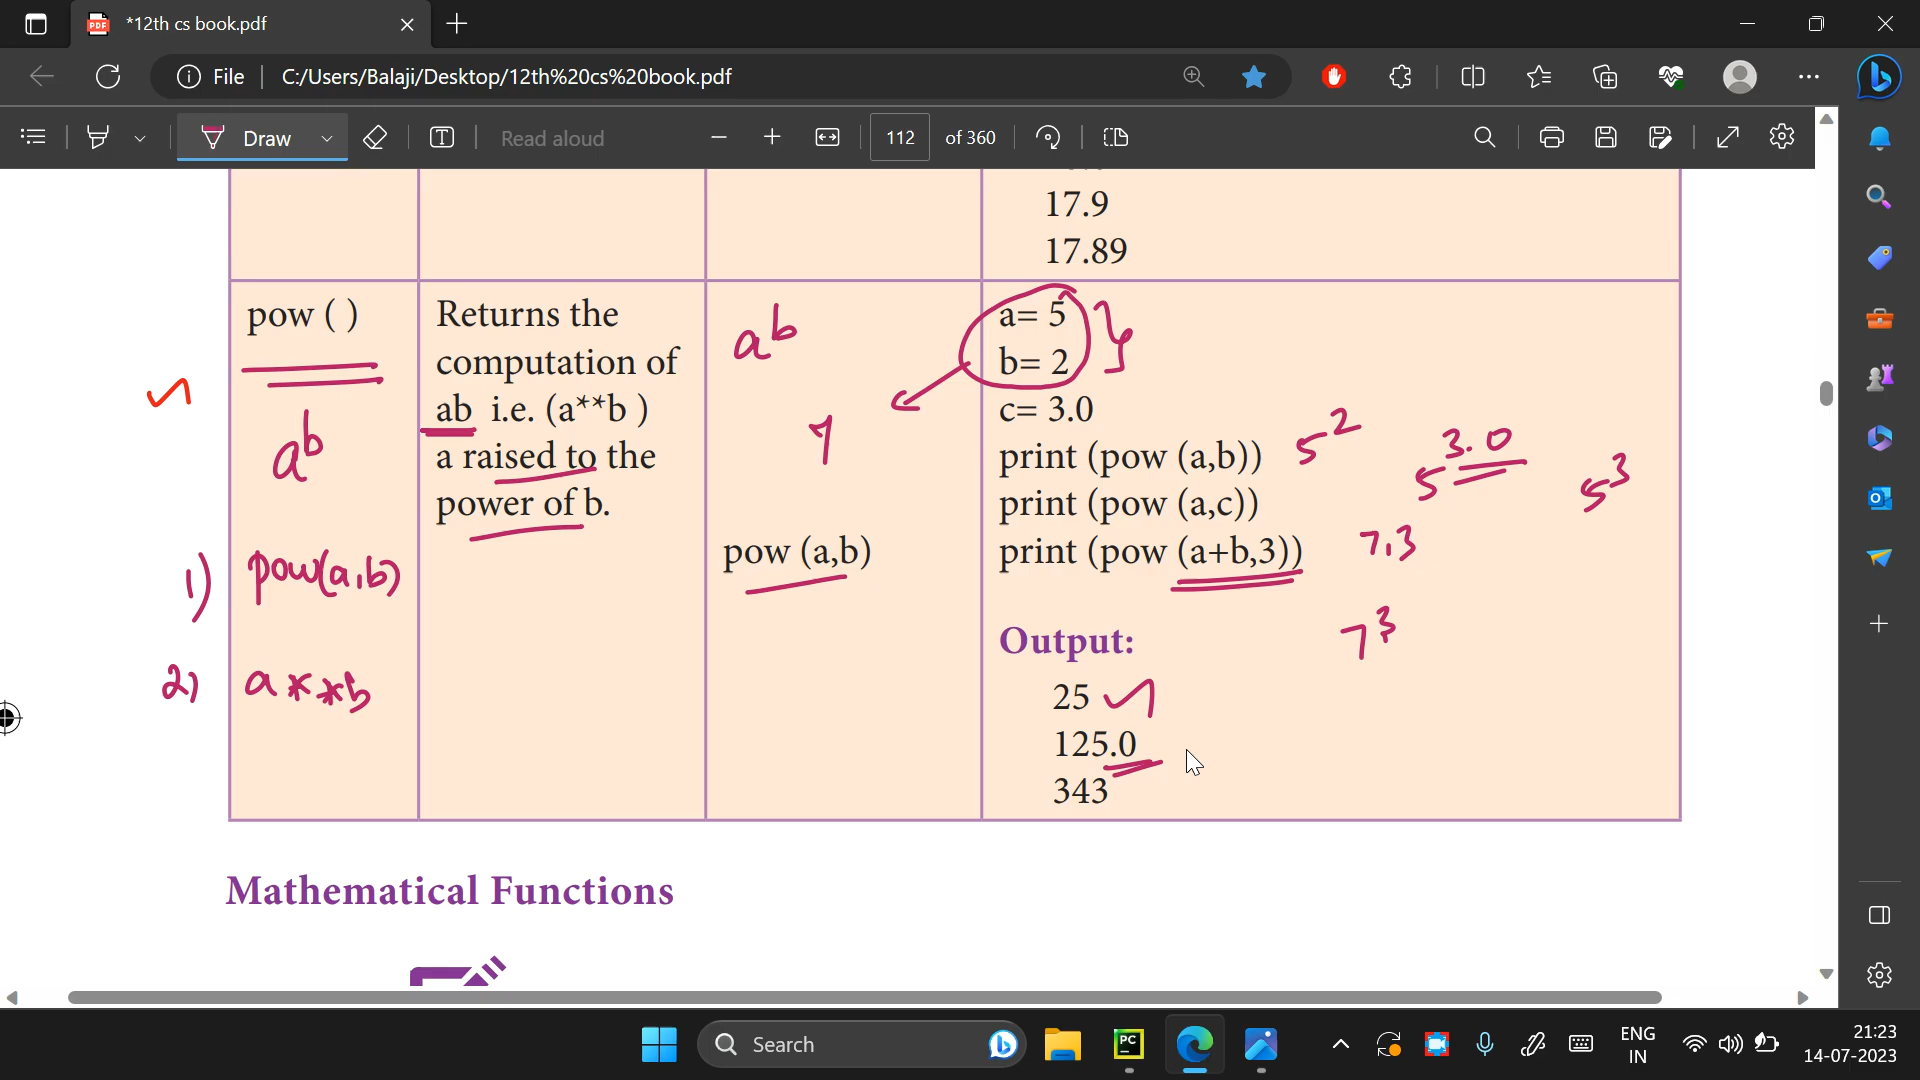 *12th cs book.pdf
File
C:/Users/Balaji/Desktop/12th%20cs%20book.pdf
Draw
Read aloud
112 of 360
17.9
17.89
pow ( )
a^b
1) pow(a,b)
2) a**b
Returns the
computation of
ab i.e. (a**b )
a raised to the
power of b.
a^b
pow (a,b)
a= 5
b= 2
c= 3.0
print (pow (a,b)) 5^2
print (pow (a,c)) 5^3.0 5^3
print (pow (a+b,3)) 7,3
7^3
Output:
25
125.0
343
Mathematical Functions
Search
PC
ENG
IN
21:23
14-07-2023